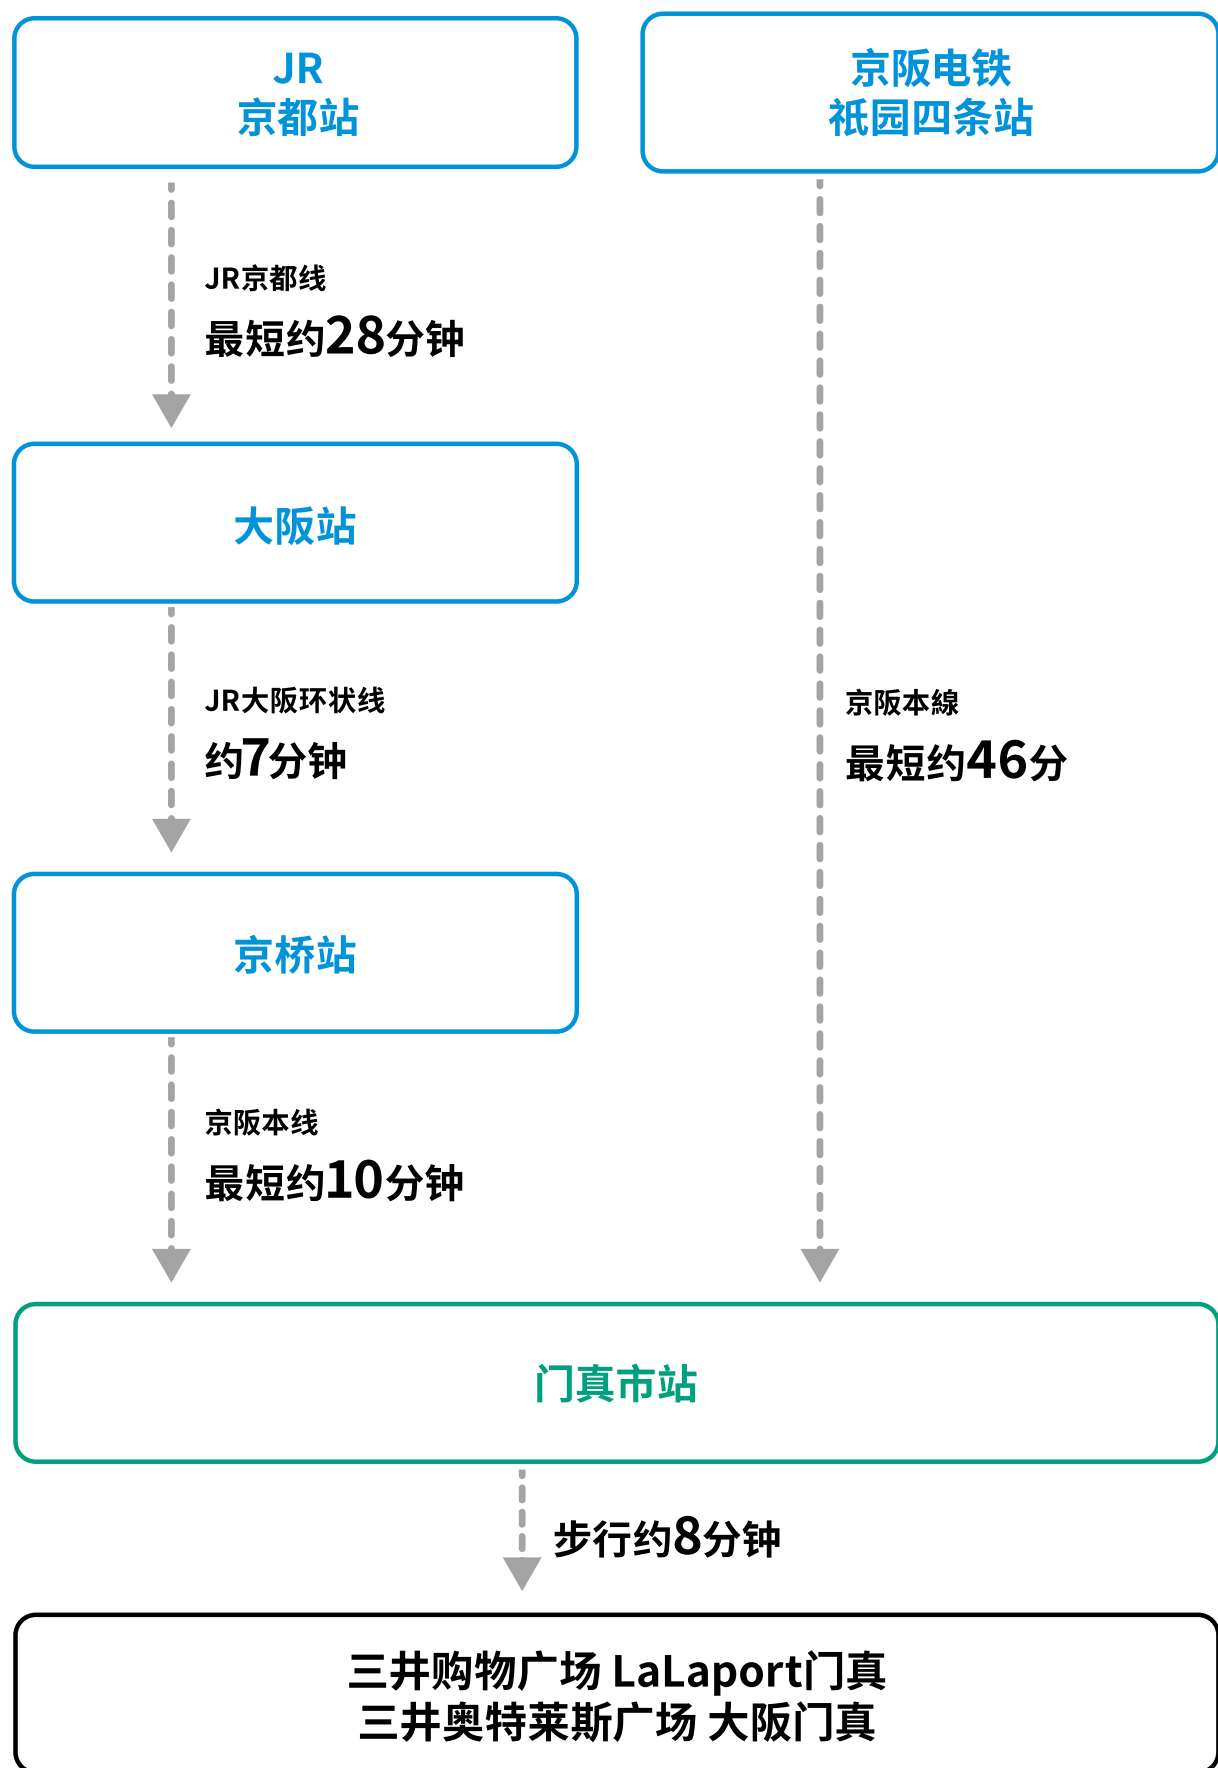 JR
京都站
京阪电铁
祇园四条站
JR京都线
最短约28分钟
大阪站
JR大阪环状线
约7分钟
京阪本線
最短约46分
京桥站
京阪本线
最短约10分钟
门真市站
步行约8分钟
三井购物广场 LaLaport门真
三井奥特莱斯广场 大阪门真